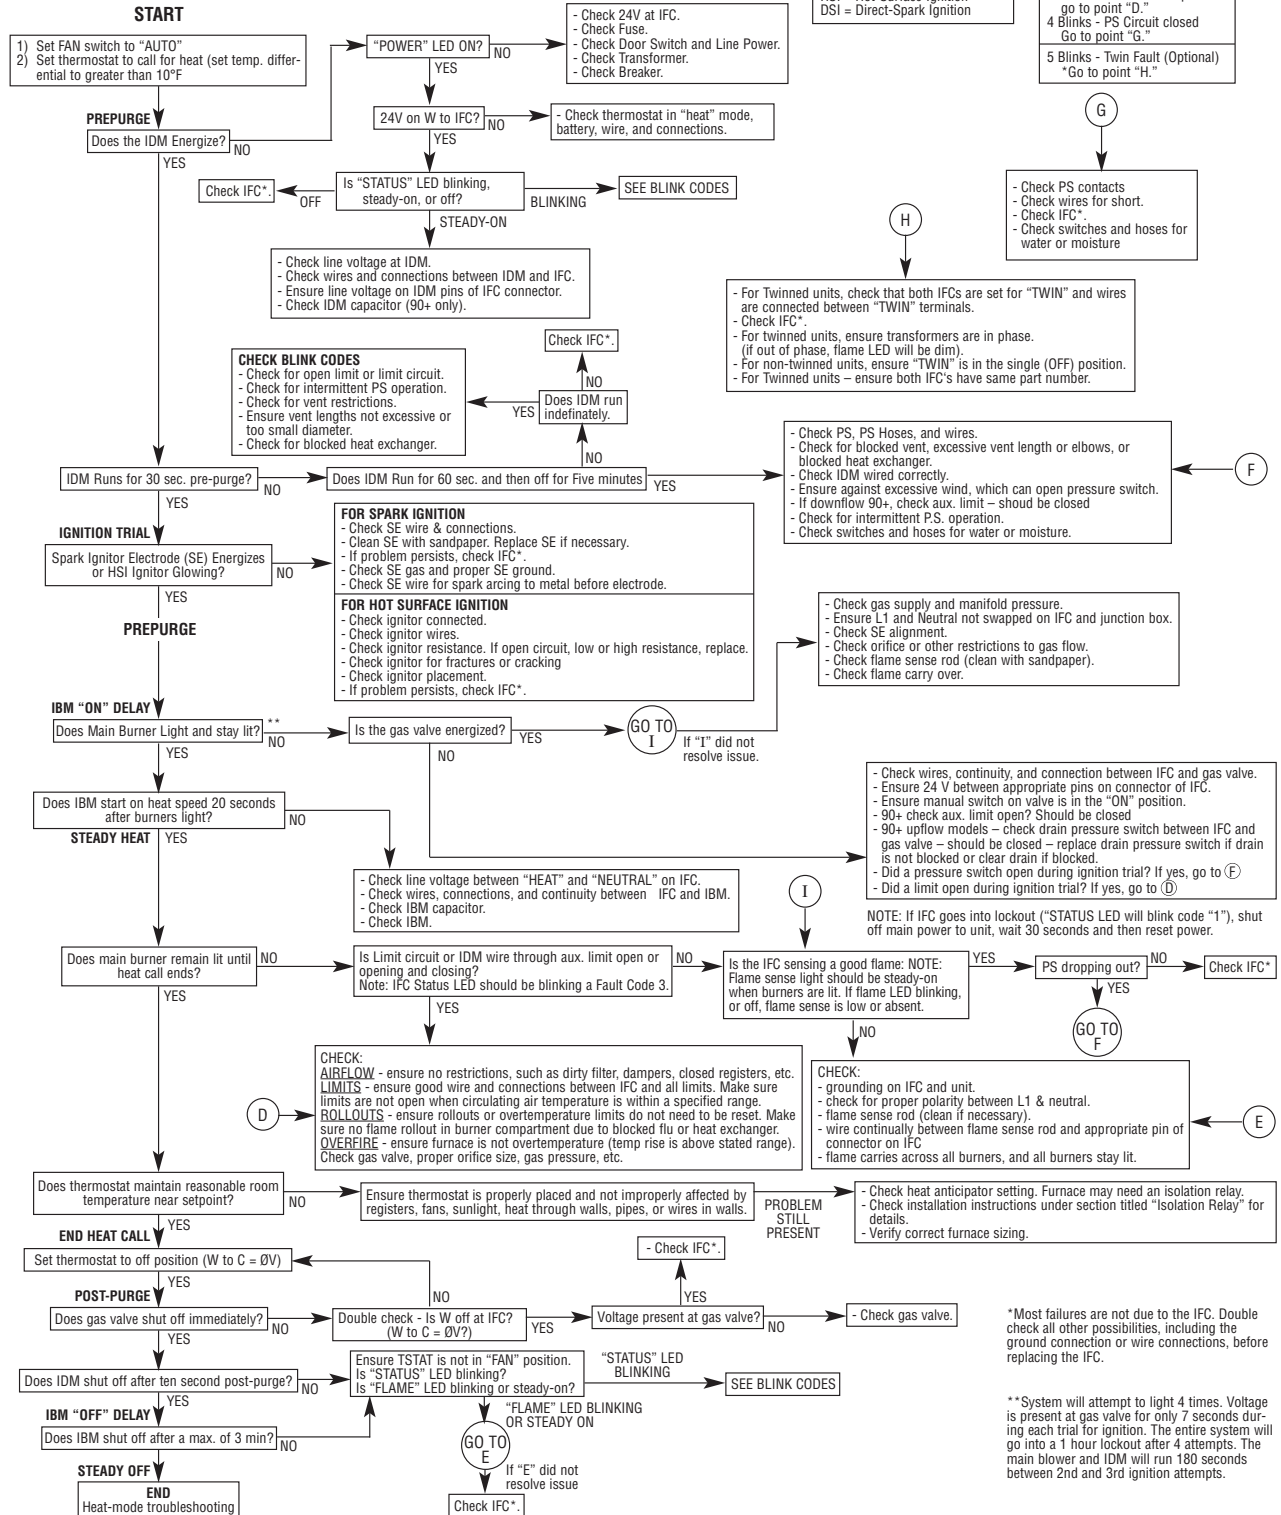 START
1) Set FAN switch to “AUTO”
2) Set thermostat to call for heat (set temp. differ-
ential to greater than 10°F
PREPURGE
Does the IDM Energize?
NO
YES
“POWER” LED ON?
NO
YES
- Check 24V at IFC.
- Check Fuse.
- Check Door Switch and Line Power.
- Check Transformer.
- Check Breaker.
DSI = Direct-Spark Ignition
go to point “D.”
4 Blinks - PS Circuit closed
Go to point “G.”
5 Blinks - Twin Fault (Optional)
*Go to point “H.”
24V on W to IFC?
NO
YES
- Check thermostat in “heat” mode,
battery, wire, and connections.
Check IFC*.
OFF
Is “STATUS” LED blinking,
steady-on, or off?
BLINKING
SEE BLINK CODES
STEADY-ON
- Check line voltage at IDM.
- Check wires and connections between IDM and IFC.
- Ensure line voltage on IDM pins of IFC connector.
- Check IDM capacitor (90+ only).
G
- Check PS contacts
- Check wires for short.
- Check IFC*.
- Check switches and hoses for
water or moisture
H
- For Twinned units, check that both IFCs are set for “TWIN” and wires
are connected between “TWIN” terminals.
- Check IFC*.
- For twinned units, ensure transformers are in phase.
(if out of phase, flame LED will be dim).
- For non-twinned units, ensure “TWIN” is in the single (OFF) position.
- For Twinned units – ensure both IFC‘s have same part number.
Check IFC*.
NO
CHECK BLINK CODES
- Check for open limit or limit circuit.
- Check for intermittent PS operation.
- Check for vent restrictions.
- Ensure vent lengths not excessive or
too small diameter.
- Check for blocked heat exchanger.
YES
Does IDM run
indefinately.
NO
IDM Runs for 30 sec. pre-purge?
NO
YES
Does IDM Run for 60 sec. and then off for Five minutes
YES
- Check PS, PS Hoses, and wires.
- Check for blocked vent, excessive vent length or elbows, or
blocked heat exchanger.
- Check IDM wired correctly.
- Ensure against excessive wind, which can open pressure switch.
- If downflow 90+, check aux. limit – shoud be closed
- Check for intermittent P.S. operation.
- Check switches and hoses for water or moisture.
F
IGNITION TRIAL
Spark Ignitor Electrode (SE) Energizes
or HSI Ignitor Glowing?
NO
YES
FOR SPARK IGNITION
- Check SE wire & connections.
- Clean SE with sandpaper. Replace SE if necessary.
- If problem persists, check IFC*.
- Check SE gas and proper SE ground.
- Check SE wire for spark arcing to metal before electrode.
FOR HOT SURFACE IGNITION
- Check ignitor connected.
- Check ignitor wires.
- Check ignitor resistance. If open circuit, low or high resistance, replace.
- Check ignitor for fractures or cracking
- Check ignitor placement.
- If problem persists, check IFC*.
PREPURGE
- Check gas supply and manifold pressure.
- Ensure L1 and Neutral not swapped on IFC and junction box.
- Check SE alignment.
- Check orifice or other restrictions to gas flow.
- Check flame sense rod (clean with sandpaper).
- Check flame carry over.
IBM “ON” DELAY
Does Main Burner Light and stay lit?
**
NO
YES
Is the gas valve energized?
YES
NO
GO TO
I
If “I” did not
resolve issue.
- Check wires, continuity, and connection between IFC and gas valve.
- Ensure 24 V between appropriate pins on connector of IFC.
- Ensure manual switch on valve is in the “ON” position.
- 90+ check aux. limit open? Should be closed
- 90+ upflow models – check drain pressure switch between IFC and
gas valve – should be closed – replace drain pressure switch if drain
is not blocked or clear drain if blocked.
- Did a pressure switch open during ignition trial? If yes, go to Ⓕ
- Did a limit open during ignition trial? If yes, go to Ⓓ
NOTE: If IFC goes into lockout (“STATUS LED will blink code “1”), shut
off main power to unit, wait 30 seconds and then reset power.
Does IBM start on heat speed 20 seconds
after burners light?
NO
STEADY HEAT
YES
- Check line voltage between “HEAT” and “NEUTRAL” on IFC.
- Check wires, connections, and continuity between IFC and IBM.
- Check IBM capacitor.
- Check IBM.
I
Does main burner remain lit until
heat call ends?
NO
YES
Is Limit circuit or IDM wire through aux. limit open or
opening and closing?
Note: IFC Status LED should be blinking a Fault Code 3.
NO
YES
Is the IFC sensing a good flame: NOTE:
Flame sense light should be steady-on
when burners are lit. If flame LED blinking,
or off, flame sense is low or absent.
YES
NO
PS dropping out?
NO
YES
Check IFC*
GO TO
F
D
CHECK:
AIRFLOW - ensure no restrictions, such as dirty filter, dampers, closed registers, etc.
LIMITS - ensure good wire and connections between IFC and all limits. Make sure
limits are not open when circulating air temperature is within a specified range.
ROLLOUTS - ensure rollouts or overtemperature limits do not need to be reset. Make
sure no flame rollout in burner compartment due to blocked flu or heat exchanger.
OVERFIRE - ensure furnace is not overtemperature (temp rise is above stated range).
Check gas valve, proper orifice size, gas pressure, etc.
CHECK:
- grounding on IFC and unit.
- check for proper polarity between L1 & neutral.
- flame sense rod (clean if necessary).
- wire continually between flame sense rod and appropriate pin of
connector on IFC
- flame carries across all burners, and all burners stay lit.
E
Does thermostat maintain reasonable room
temperature near setpoint?
NO
YES
Ensure thermostat is properly placed and not improperly affected by
registers, fans, sunlight, heat through walls, pipes, or wires in walls.
PROBLEM
STILL
PRESENT
- Check heat anticipator setting. Furnace may need an isolation relay.
- Check installation instructions under section titled “Isolation Relay” for
details.
- Verify correct furnace sizing.
END HEAT CALL
Set thermostat to off position (W to C = ØV)
YES
NO
- Check IFC*.
YES
POST-PURGE
Does gas valve shut off immediately?
NO
YES
Double check - Is W off at IFC?
(W to C = ØV?)
YES
Voltage present at gas valve?
NO
- Check gas valve.
*Most failures are not due to the IFC. Double
check all other possibilities, including the
ground connection or wire connections, before
replacing the IFC.
Does IDM shut off after ten second post-purge?
NO
YES
Ensure TSTAT is not in “FAN” position.
Is “STATUS” LED blinking?
Is “FLAME” LED blinking or steady-on?
“STATUS” LED
BLINKING
SEE BLINK CODES
“FLAME” LED BLINKING
OR STEADY ON
IBM “OFF” DELAY
Does IBM shut off after a max. of 3 min?
NO
GO TO
E
If “E” did not
resolve issue
Check IFC*.
STEADY OFF
END
Heat-mode troubleshooting
**System will attempt to light 4 times. Voltage
is present at gas valve for only 7 seconds dur-
ing each trial for ignition. The entire system will
go into a 1 hour lockout after 4 attempts. The
main blower and IDM will run 180 seconds
between 2nd and 3rd ignition attempts.